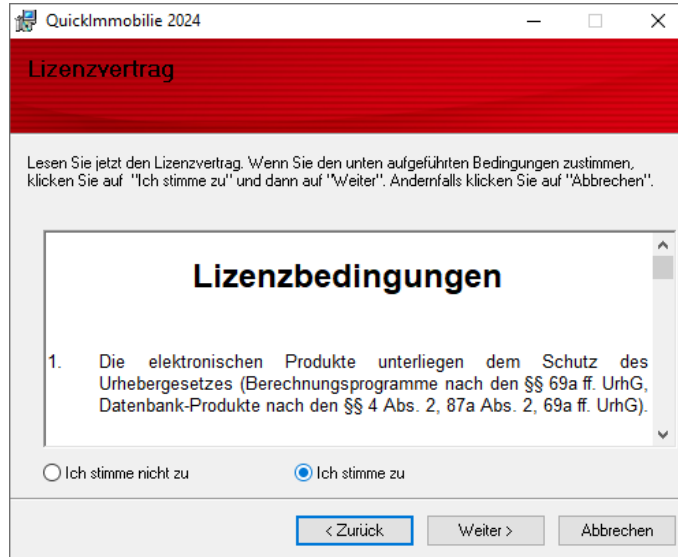 QuickImmobilie 2024
Lizenzvertrag
Lesen Sie jetzt den Lizenzvertrag. Wenn Sie den unten aufgeführten Bedingungen zustimmen,
klicken Sie auf "Ich stimme zu" und dann auf "Weiter". Andernfalls klicken Sie auf "Abbrechen".
Lizenzbedingungen
1. Die elektronischen Produkte unterliegen dem Schutz des
Urhebergesetzes (Berechnungsprogramme nach den §§ 69a ff. UrhG,
Datenbank-Produkte nach den §§ 4 Abs. 2, 87a Abs. 2, 69a ff. UrhG).
Ich stimme nicht zu Ich stimme zu
< Zurück Weiter > Abbrechen